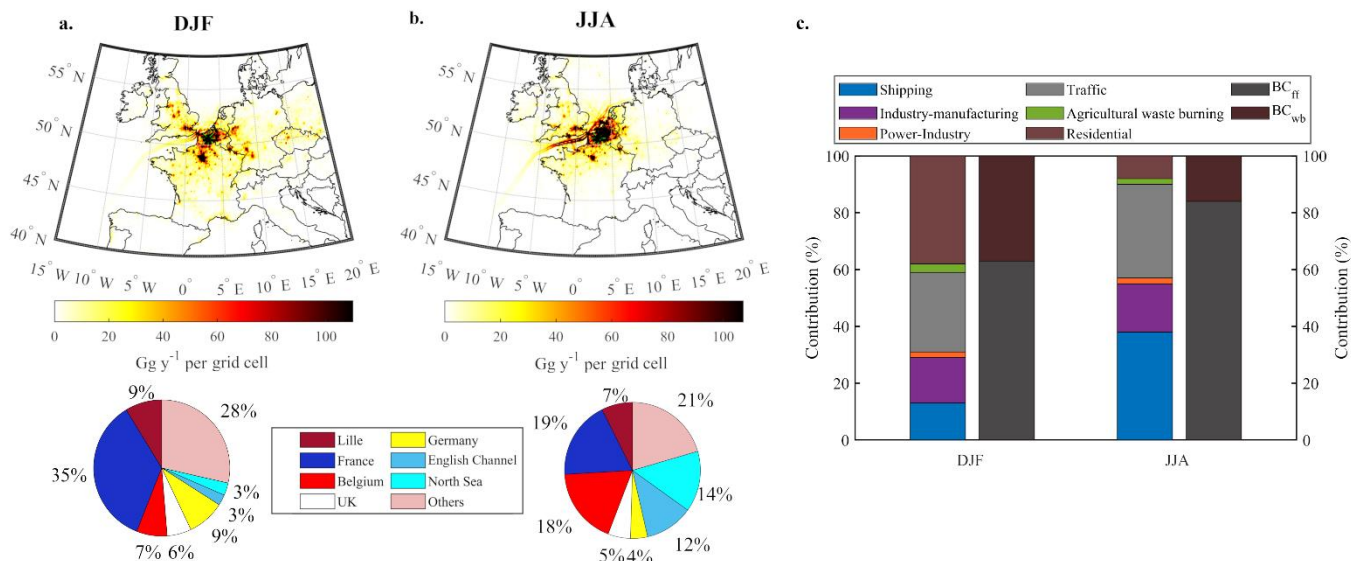 a.
DJF
55° N
50° N
45° N
40° N
15° W 10° W 5° W 0° 5° E 10° E 15° E 20° E
0 20 40 60 80 100
Gg y⁻¹ per grid cell
9%
28%
35%
3%
3%
9%
7%
6%
b.
JJA
55° N
50° N
45° N
40° N
15° W 10° W 5° W 0° 5° E 10° E 15° E 20° E
0 20 40 60 80 100
Gg y⁻¹ per grid cell
7%
21%
19%
14%
18%
12%
5%
4%
Lille
France
Belgium
UK
Germany
English Channel
North Sea
Others
c.
Shipping
Industry-manufacturing
Power-Industry
Traffic
Agricultural waste burning
Residential
BC_ff
BC_wb
100
80
60
40
20
0
Contribution (%)
100
80
60
40
20
0
Contribution (%)
DJF
JJA